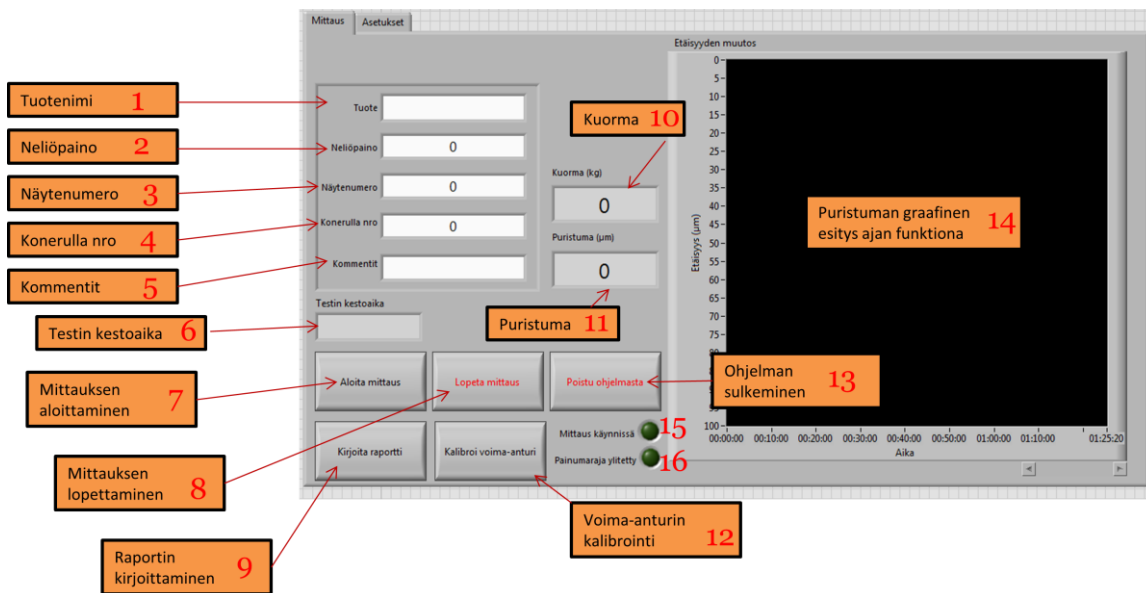 Mittaus Asetukset
Etäisyyden muutos
Tuotenimi 1
Neliöpaino 2
Näytenumero 3
Konerulla nro 4
Kommentit 5
Testin kestoaika 6
Mittauksen
aloittaminen 7
Mittauksen
lopettaminen 8
Raportin
kirjoittaminen 9
Tuote
Neliöpaino 0
Näytenumero 0
Konerulla nro 0
Kommentit
Testin kestoaika
Kuorma 10
Kuorma (kg)
0
Puristuma (µm)
0
Puristuma 11
Aloita mittaus
Lopeta mittaus
Poistu ohjelmasta
Kirjoita raportti
Kalibroi voima-anturi
Mittaus käynnissä 15
Painumaraja ylitetty 16
Voima-anturin
kalibrointi 12
Ohjelman
sulkeminen 13
Puristuman graafinen
esitys ajan funktiona 14
Etäisyys (µm)
0
5
10
15
20
25
30
35
40
45
50
55
60
65
70
75
100
00:00:00 00:10:00 00:20:00 00:30:00 00:40:00 00:50:00 01:00:00 01:10:00 01:25:20
Aika